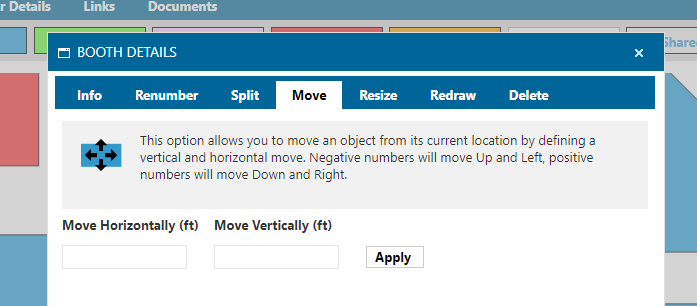 r Details Links Documents
Shared
BOOTH DETAILS ×
Info Renumber Split Move Resize Redraw Delete
This option allows you to move an object from its current location by defining a
vertical and horizontal move. Negative numbers will move Up and Left, positive
numbers will move Down and Right.
Move Horizontally (ft) Move Vertically (ft)
Apply